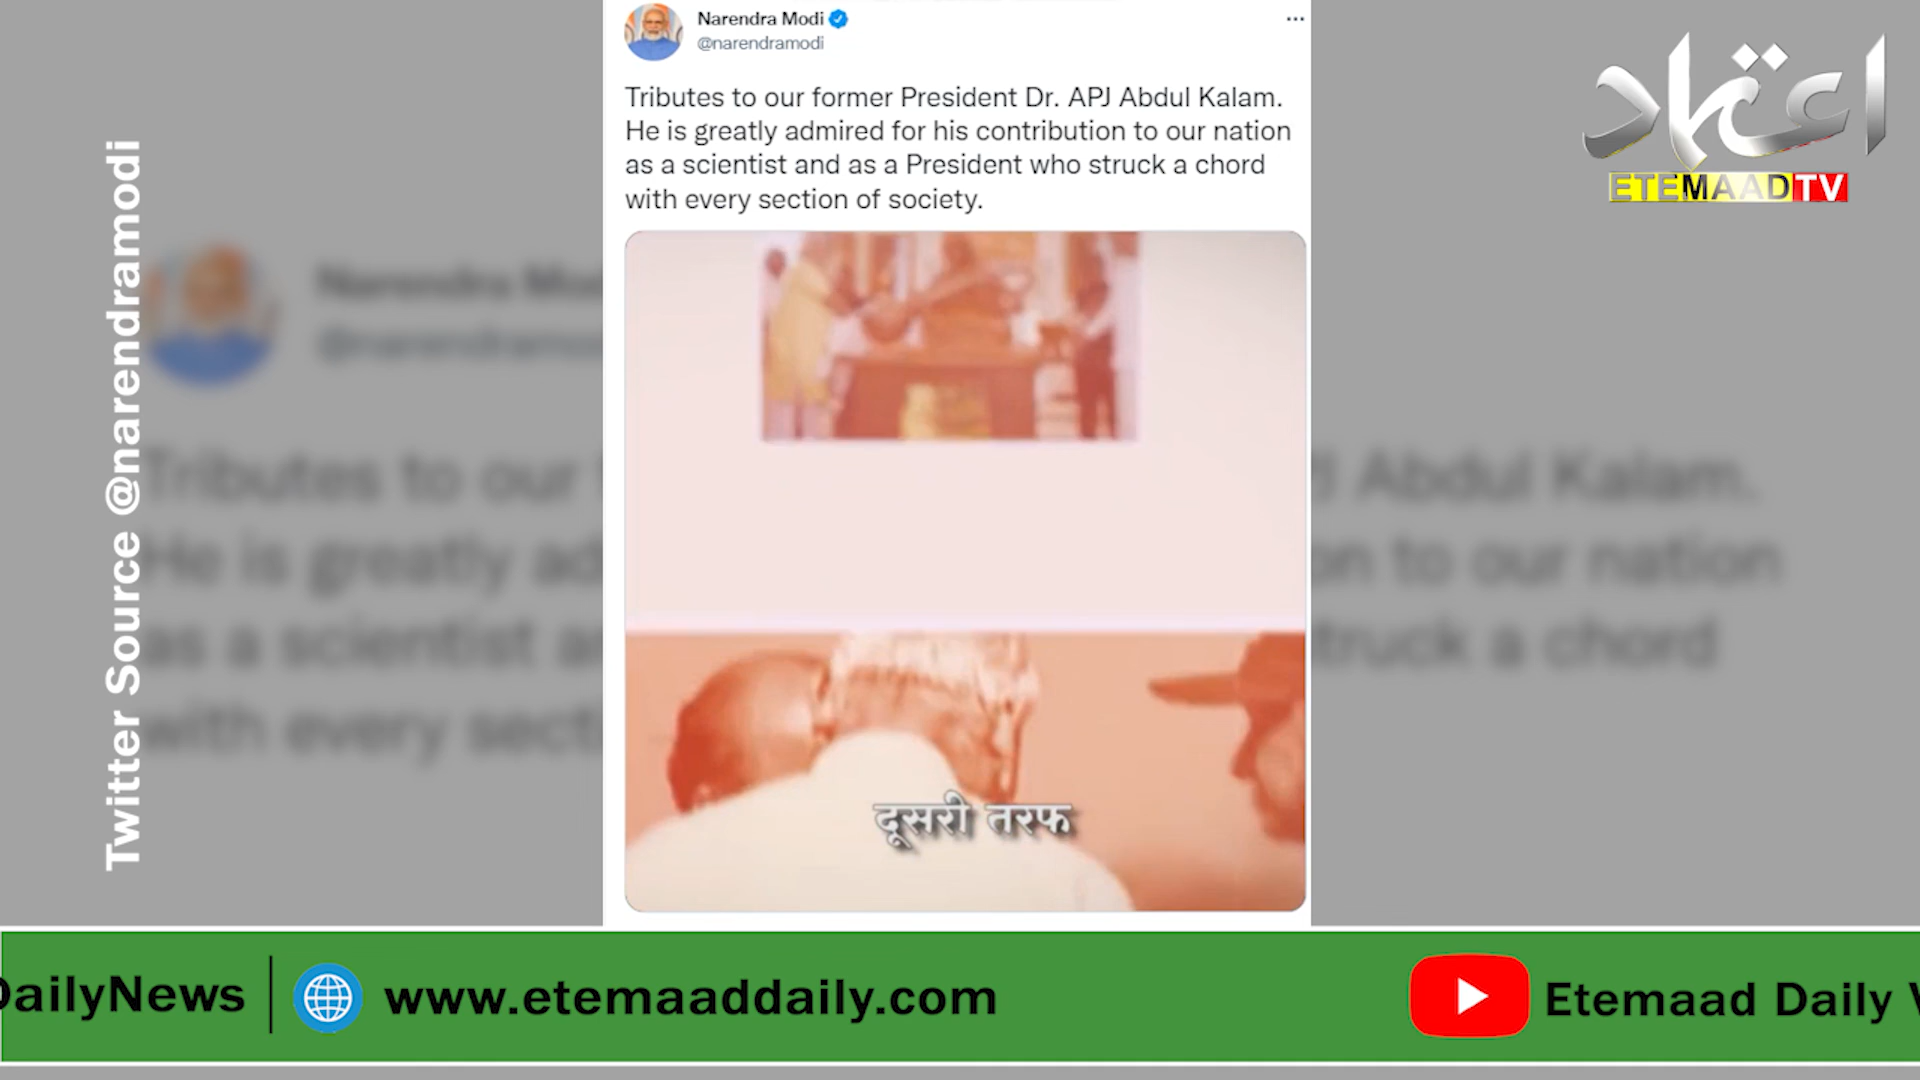 Narendra Modi
@narendramodi
Tributes to our former President Dr. APJ Abdul Kalam.
He is greatly admired for his contribution to our nation
as a scientist and as a President who struck a chord
with every section of society.
दूसरी तरफ
Twitter Source @narendramodi
اعتماد
ETEMAADTV
DailyNews
www.etemaaddaily.com
Etemaad Daily